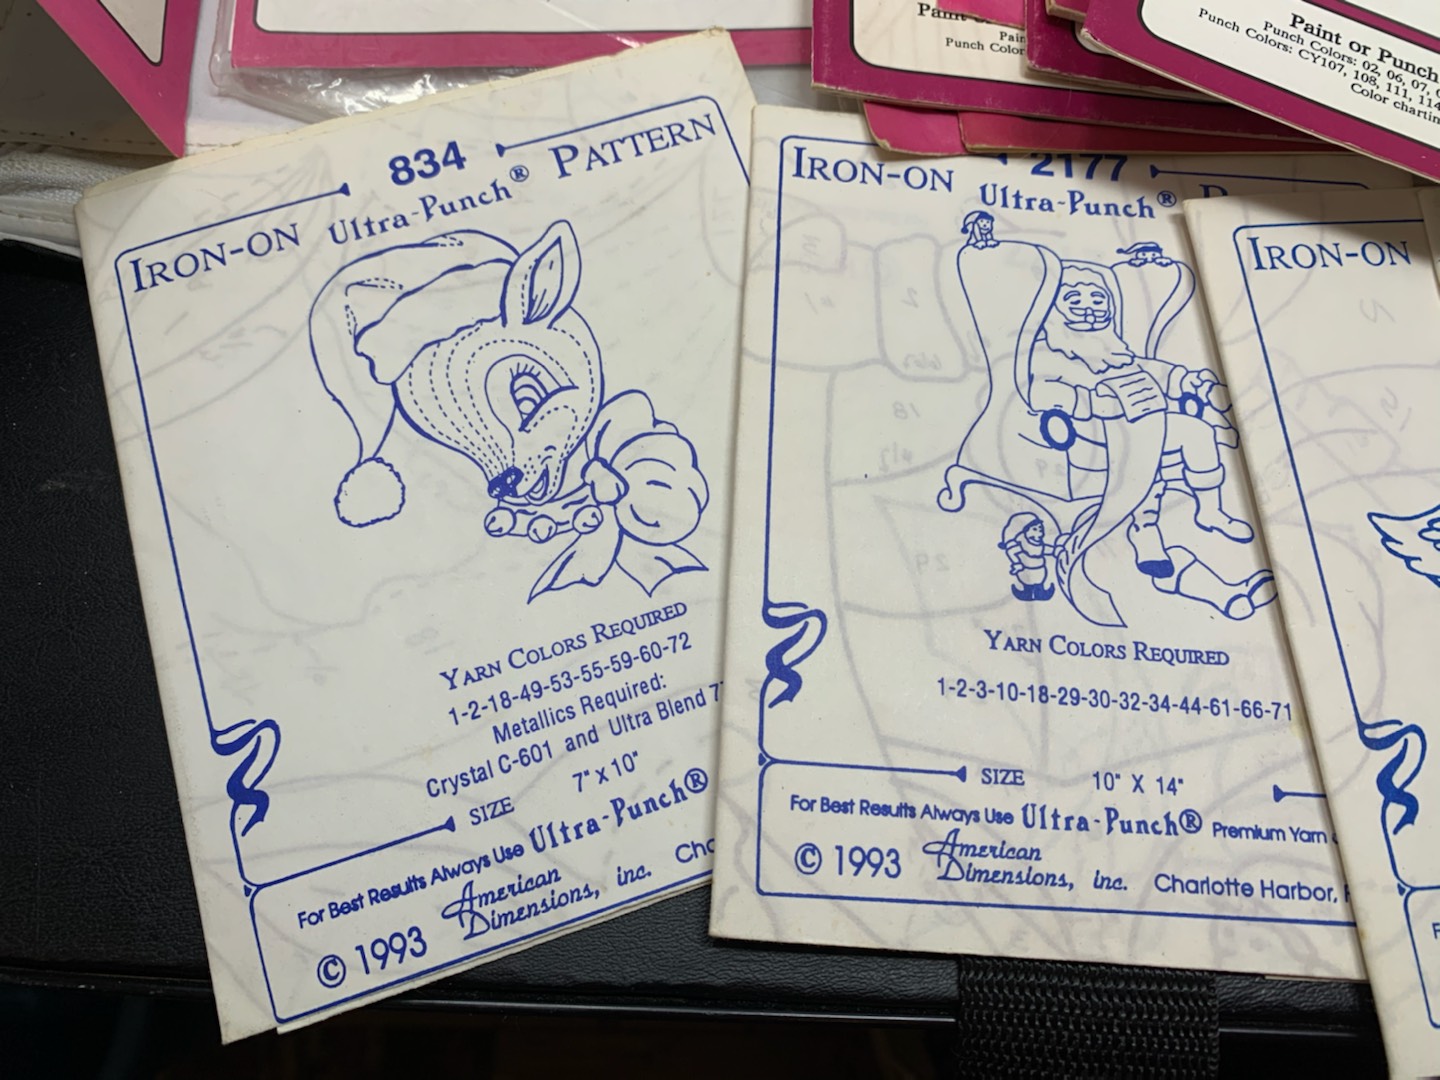 834
IRON-ON Ultra-Punch® PATTERN
YARN COLORS REQUIRED
1-2-18-49-53-55-59-60-72
Metallics Required:
Crystal C-601 and Ultra Blend
SIZE 7" X 10"
For Best Results Always Use Ultra-Punch®
© 1993 American Dimensions, inc.
2177
IRON-ON Ultra-Punch®
YARN COLORS REQUIRED
1-2-3-10-18-29-30-32-34-44-61-66-71
SIZE 10" X 14"
For Best Results Always Use Ultra-Punch® Premium Yarn
© 1993 American Dimensions, inc. Charlotte Harbor,
IRON-ON
Paint
Punch Color
Paint or Punch
Punch Colors: 02, 06, 07,
Punch Colors: CY107, 108, 111, 114
Color